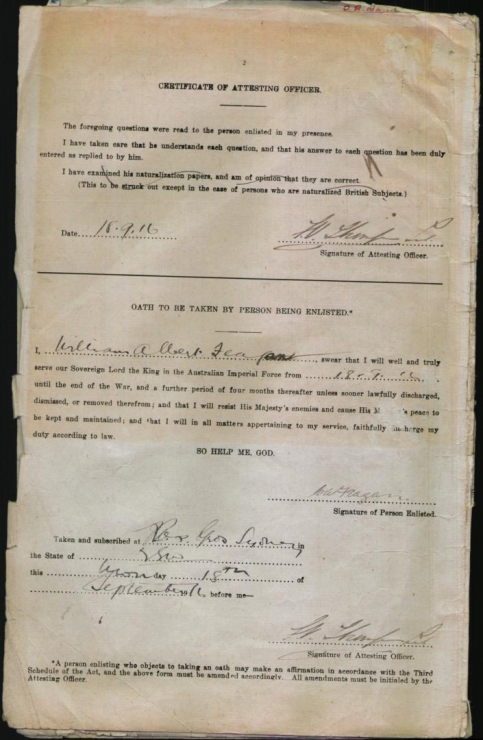 2
CERTIFICATE OF ATTESTING OFFICER.
The foregoing questions were read to the person enlisted in my presence.
I have taken care that he understands each question, and that his answer to each question has been duly
entered as replied to by him.
I have examined his naturalization papers, and am of opinion that they are correct.
(This to be struck out except in the case of persons who are naturalized British Subjects.)
Date 18.9.16
Signature of Attesting Officer.
OATH TO BE TAKEN BY PERSON BEING ENLISTED.*
I, William Albert swear that I will well and truly
serve our Sovereign Lord the King in the Australian Imperial Force from
until the end of the War, and a further period of four months thereafter unless sooner lawfully discharged,
dismissed, or removed therefrom; and that I will resist His Majesty's enemies and cause His peace to
be kept and maintained; and that I will in all matters appertaining to my service, faithfully discharge my
duty according to law.
SO HELP ME, GOD.
Signature of Person Enlisted.
Taken and subscribed at Sydney in
the State of NSW
this Mon day 18th of
September 16 before me—
Signature of Attesting Officer.
*A person enlisting who objects to taking an oath may make an affirmation in accordance with the Third
Schedule of the Act, and the above form must be amended accordingly. All amendments must be initialed by the
Attesting Officer.